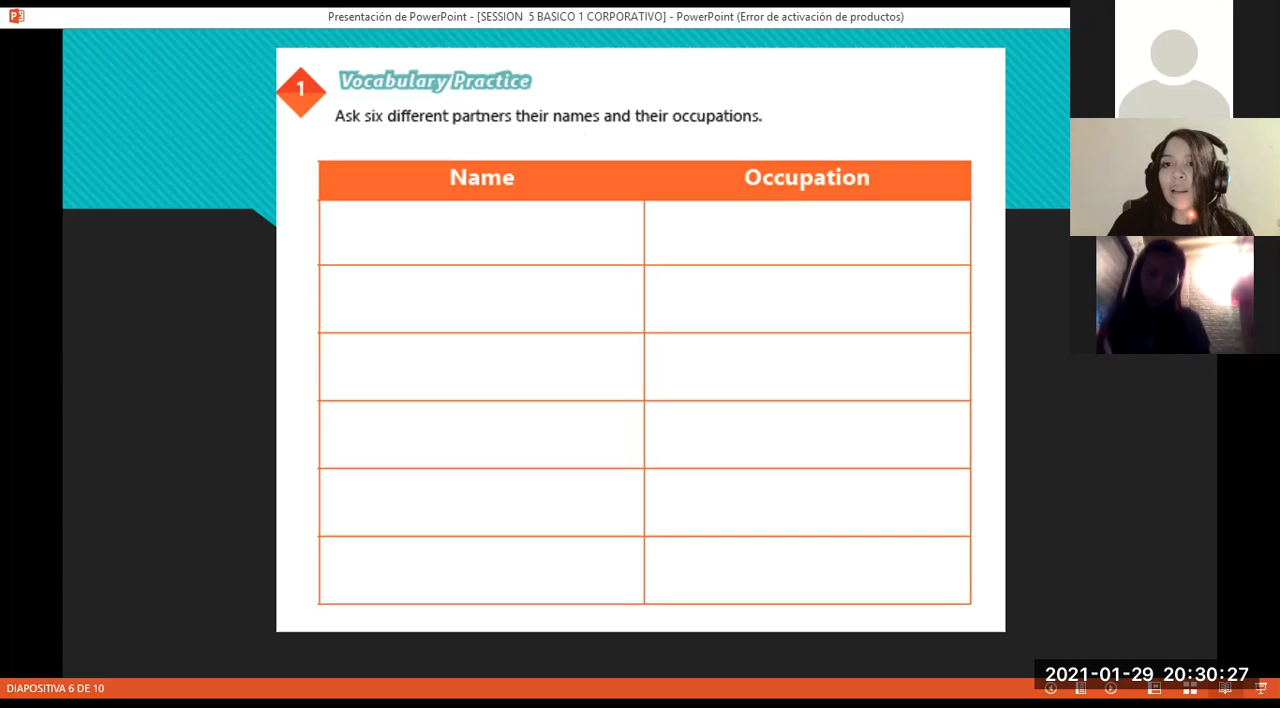 Presentación de PowerPoint - [SESSION 5 BASICO 1 CORPORATIVO] - PowerPoint (Error de activación de productos)
1
Vocabulary Practice
Ask six different partners their names and their occupations.
Name Occupation
2021-01-29 20:30:27
DIAPOSITIVA 6 DE 10